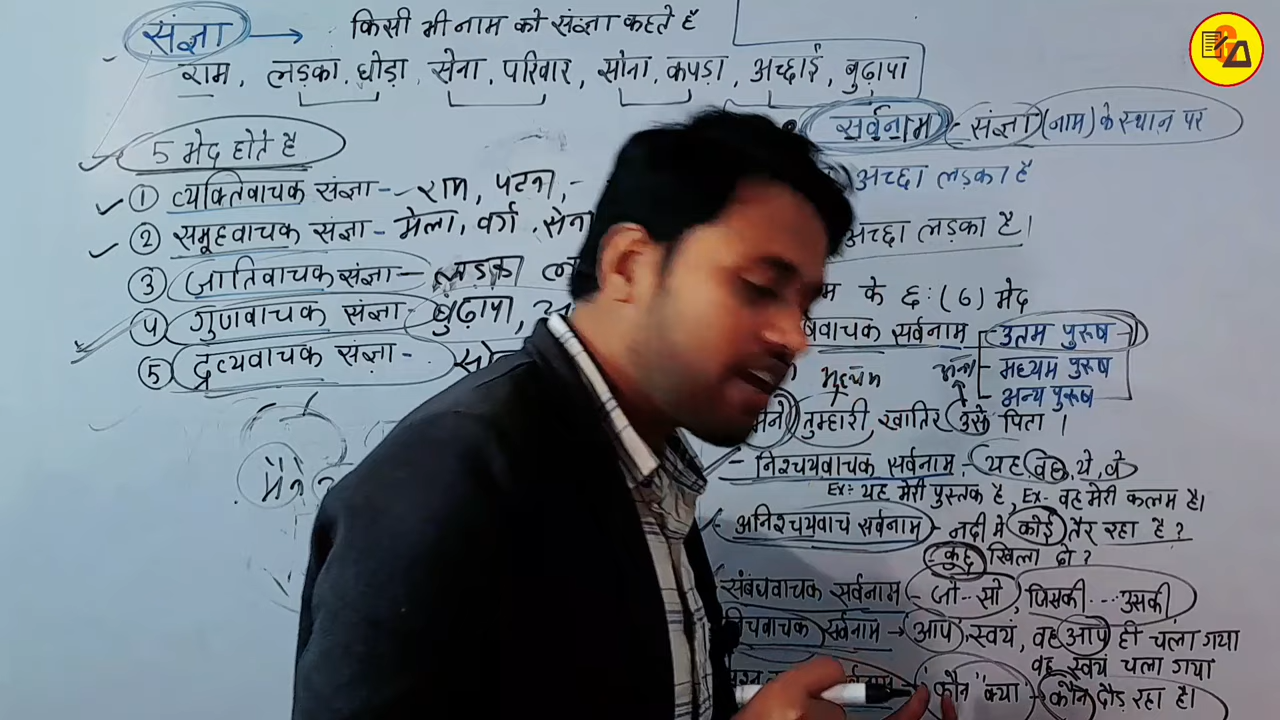 संज्ञा → किसी भी नाम को संज्ञा कहते हैं
राम, लड़का, घोड़ा, सेना, परिवार, सोना, कपड़ा, अच्छाई, बुढ़ापा
5 भेद होते है
① व्यक्तिवाचक संज्ञा - राम, पटना, -
② समूहवाचक संज्ञा - मेला, वर्ग, सेना
③ जातिवाचक संज्ञा - लड़का
④ गुणवाचक संज्ञा - बुढ़ापा,
⑤ द्रव्यवाचक संज्ञा -
मैंने
सर्वनाम - संज्ञा (नाम) के स्थान पर
अच्छा लड़का है
अच्छा लड़का है।
के छः (6) भेद
वाचक सर्वनाम - उत्तम पुरूष
- मध्यम पुरूष
- अन्य पुरूष
मध्यम
मैंने तुम्हारी खातिर उसे पिता ।
- निश्चयवाचक सर्वनाम - यह वह, ये, वे
Ex:- यह मेरी पुस्तक है, Ex- वह मेरी कलम है।
- अनिश्चयवाच सर्वनाम - नदी में कोई तैर रहा है ?
- कुछ खिला दो ?
संबंधवाचक सर्वनाम - जो - सो, जिसकी --- उसकी
वाचक सर्वनाम → आप, स्वयं, वह आप ही चला गया
वह स्वयं चला गया
"कौन" क्या - कौन दौड़ रहा है।